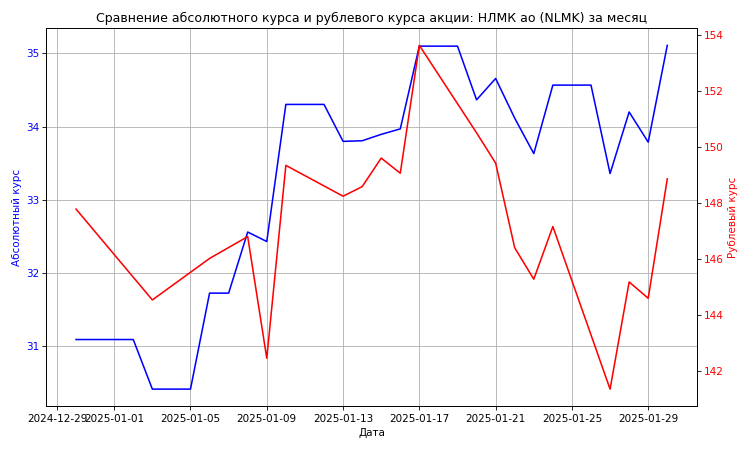 Сравнение абсолютного курса и рублевого курса акции: НЛМК ао (NLMK) за месяц
35
34
33
32
31
Абсолютный курс
154
152
150
148
146
144
142
Рублевый курс
2024-12-29 2025-01-01 2025-01-05 2025-01-09 2025-01-13 2025-01-17 2025-01-21 2025-01-25 2025-01-29
Дата